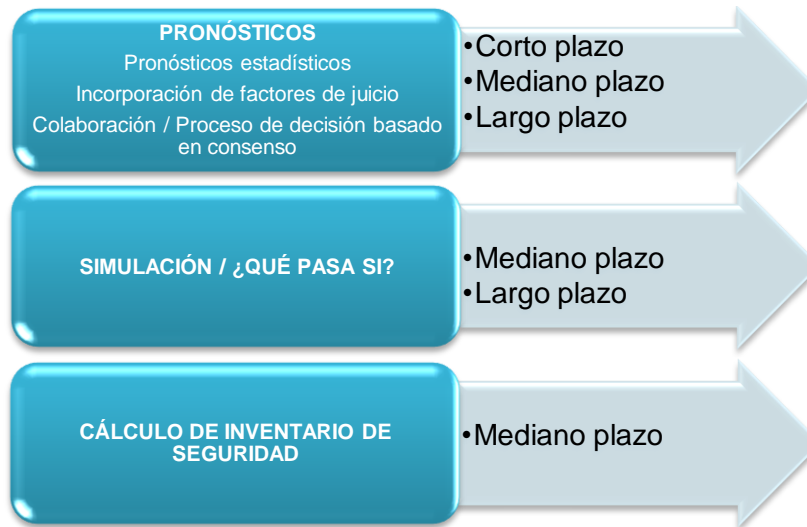 PRONÓSTICOS
Pronósticos estadísticos
Incorporación de factores de juicio
Colaboración / Proceso de decisión basado
en consenso
•Corto plazo
•Mediano plazo
•Largo plazo
SIMULACIÓN / ¿QUÉ PASA SI?
•Mediano plazo
•Largo plazo
CÁLCULO DE INVENTARIO DE
SEGURIDAD
•Mediano plazo